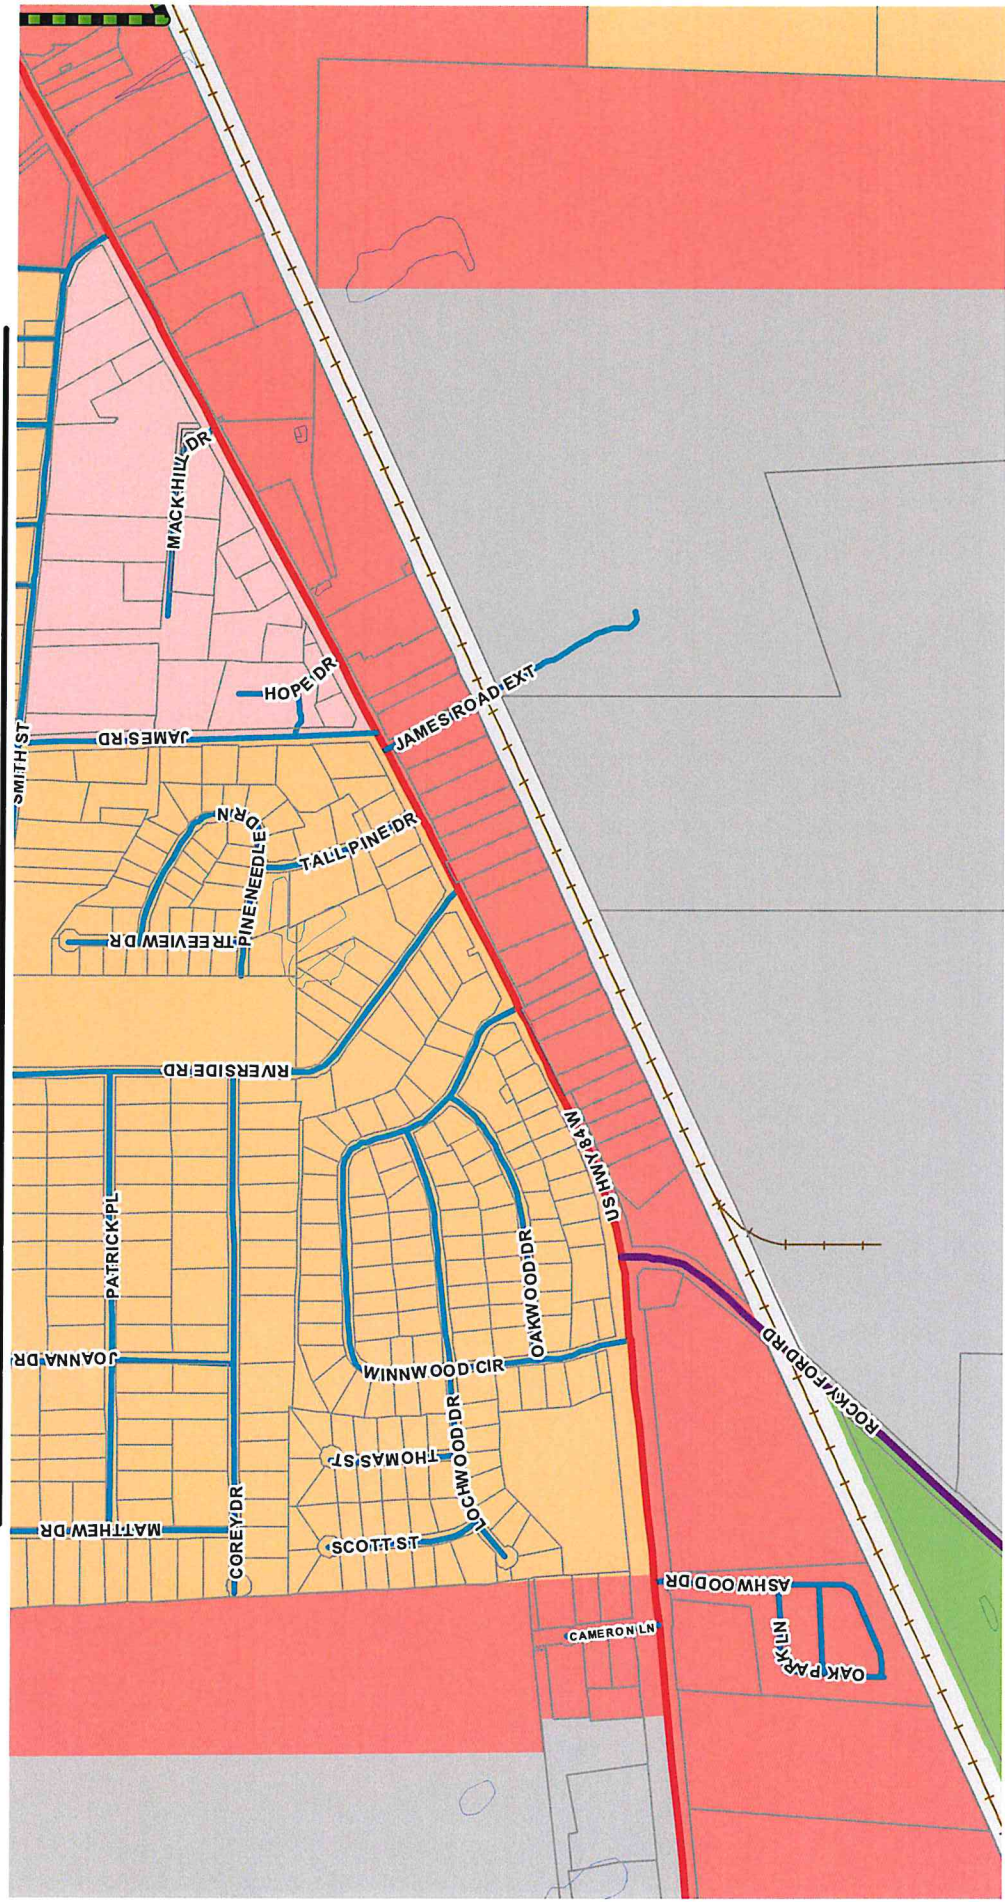 MACK HILL DR
HOPE DR
JAMES ROAD EXT
JAMES RD
SMITH ST
PINE NEEDLE DR N
TALL PINE DR
TREEVIEW DR
RIVERSIDE RD
US HWY 84 W
PATRICK PL
OAKWOOD DR
JOANNA DR
WINNWOOD CIR
ROCKY FORD RD
LOCHWOOD DR
THOMAS ST
MATTHEW DR
COREY DR
SCOTT ST
ASHWOOD DR
CAMERON LN
OAK PARK LN